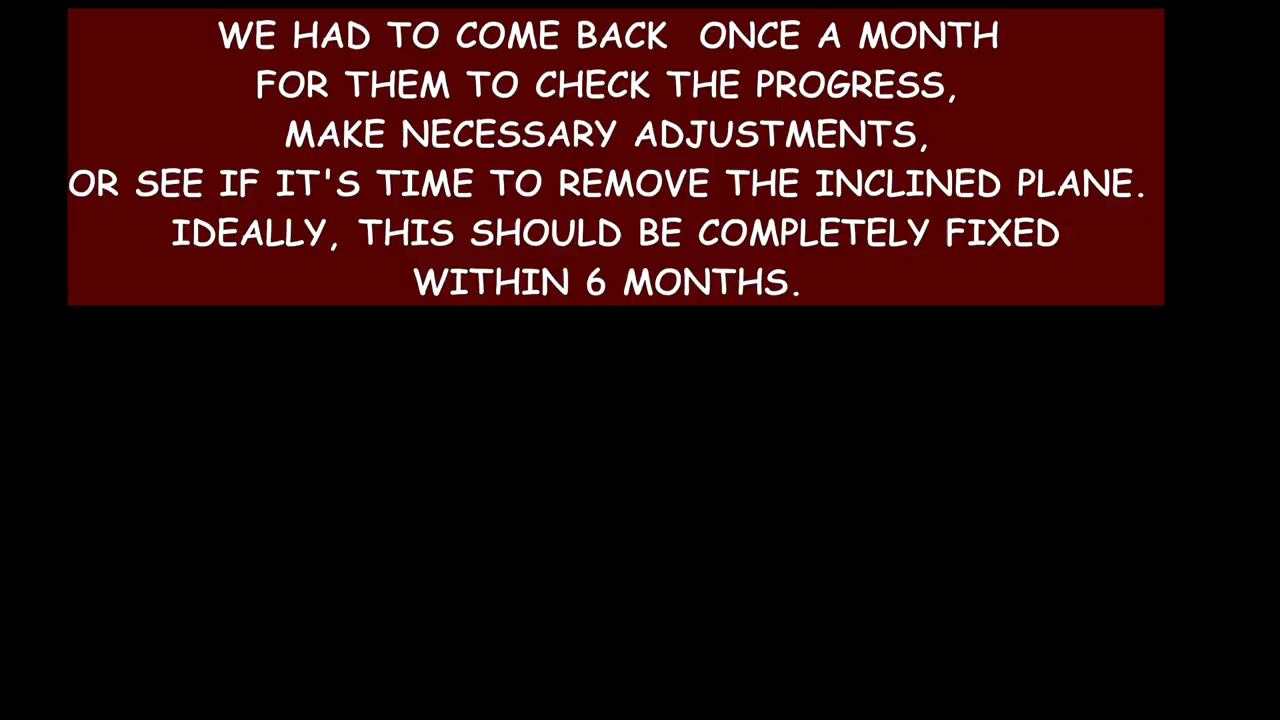 WE HAD TO COME BACK  ONCE A MONTH
FOR THEM TO CHECK THE PROGRESS,
MAKE NECESSARY ADJUSTMENTS,
OR SEE IF IT'S TIME TO REMOVE THE INCLINED PLANE.
IDEALLY, THIS SHOULD BE COMPLETELY FIXED
WITHIN 6 MONTHS.